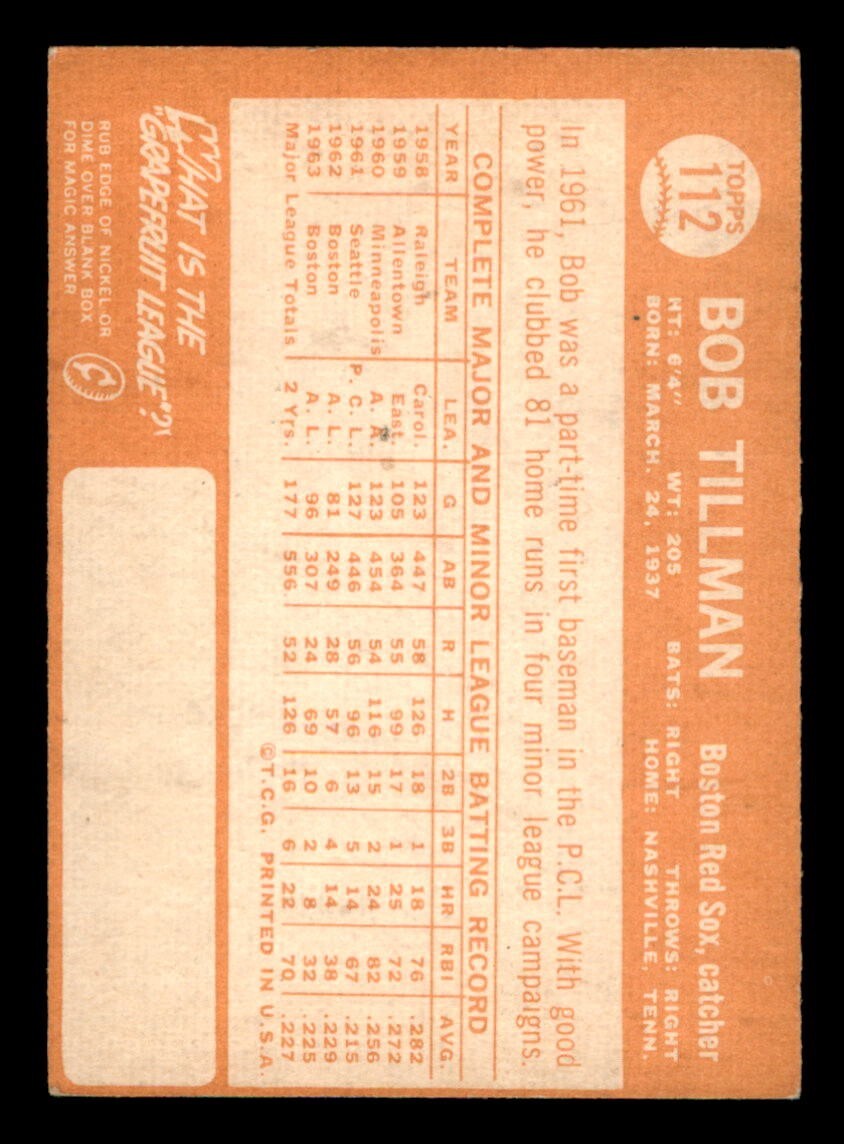 TOPPS
112
BOB TILLMAN Boston Red Sox, catcher
HT: 6'4" WT: 205 BATS: RIGHT THROWS: RIGHT
BORN: MARCH. 24, 1937 HOME: NASHVILLE, TENN.
In 1961, Bob was a part-time first baseman in the P.C.L. With good
power, he clubbed 81 home runs in four minor league campaigns.
COMPLETE MAJOR AND MINOR LEAGUE BATTING RECORD
YEAR TEAM LEA. G AB R H 2B 3B HR RBI AVG.
1958 Raleigh Carol. 123 447 58 126 18 1 18 76 .282
1959 Allentown East. 105 364 55 99 17 1 25 72 .272
1960 Minneapolis A. A. 123 454 54 116 15 2 24 82 .256
1961 Seattle P. C. L. 127 446 56 96 13 5 14 67 .215
1962 Boston A. L. 81 249 28 57 6 4 14 38 .229
1963 Boston A. L. 96 307 24 69 10 2 8 32 .225
Major League Totals 2 Yrs. 177 556 52 126 16 6 22 70 .227
©T.C.G. PRINTED IN U.S.A.
WHAT IS THE
"GRAPEFRUIT LEAGUE"?
RUB EDGE OF NICKEL OR
DIME OVER BLANK BOX
FOR MAGIC ANSWER